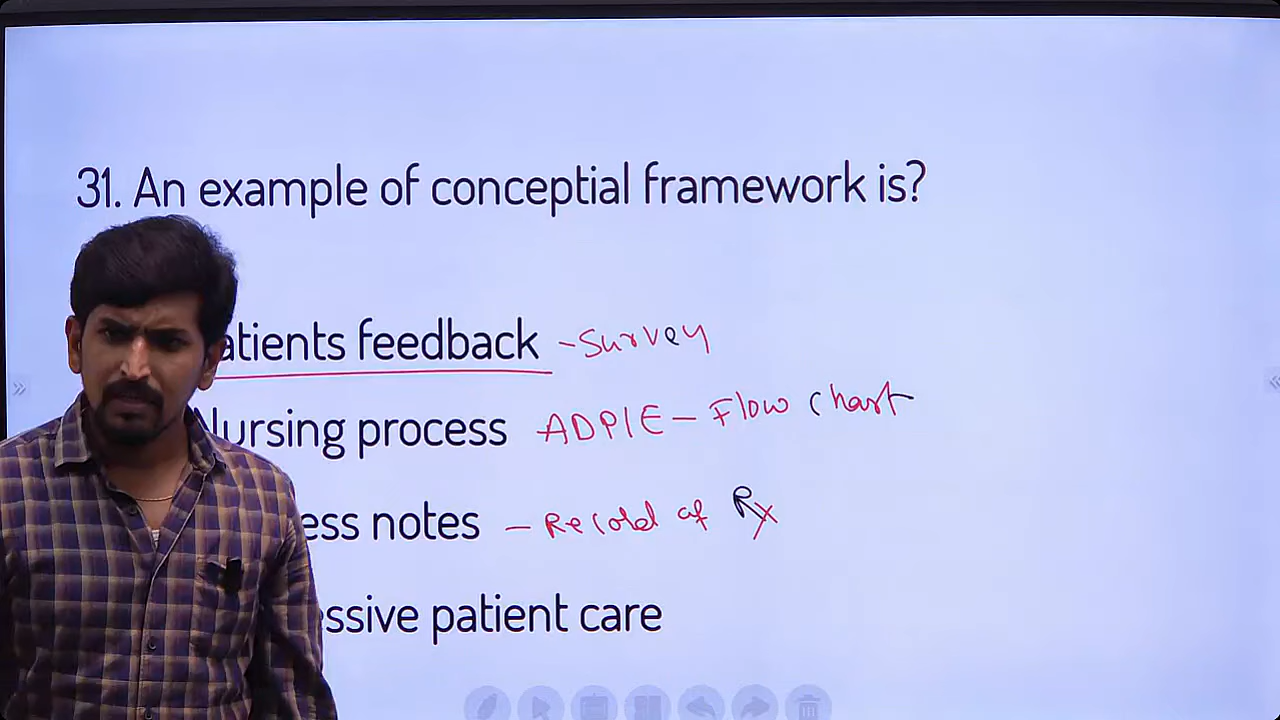 31. An example of conceptial framework is?
atients feedback - Survey
Nursing process ADPIE - Flow chart
ess notes - Record of Rx
essive patient care